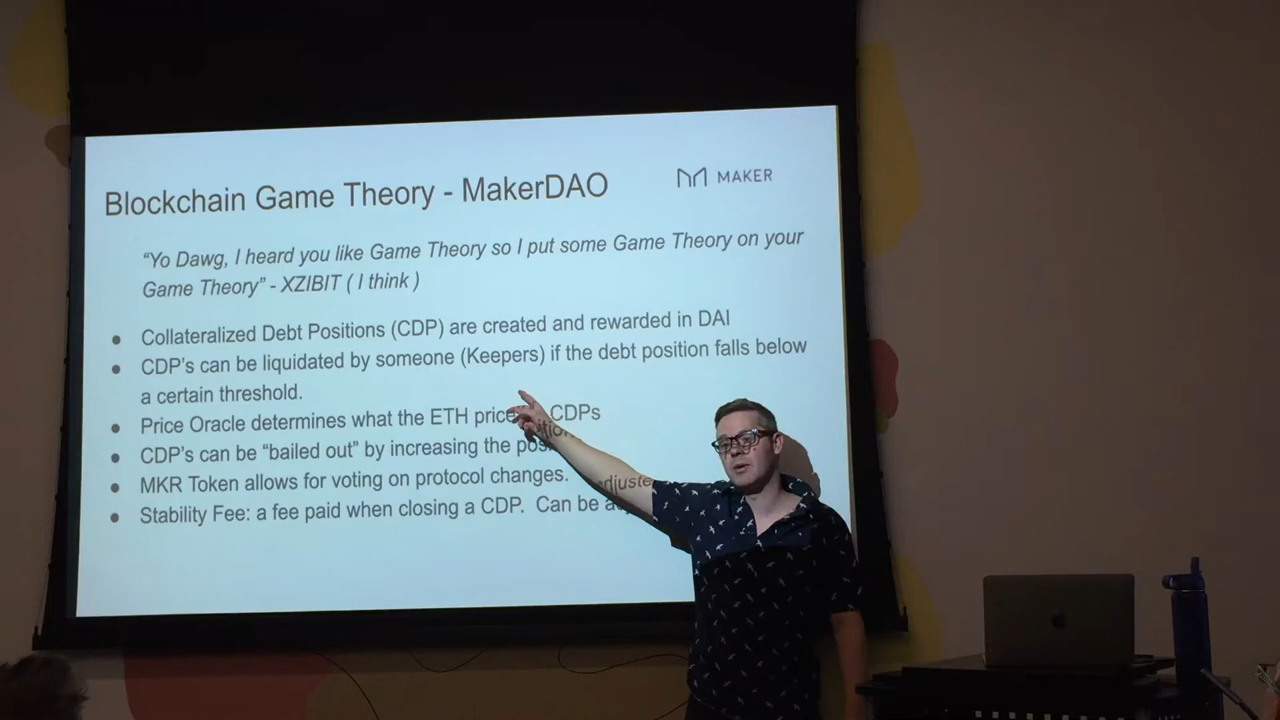 Blockchain Game Theory - MakerDAO
MAKER
“Yo Dawg, I heard you like Game Theory so I put some Game Theory on your
Game Theory” - XZIBIT ( I think )
● Collateralized Debt Positions (CDP) are created and rewarded in DAI
● CDP's can be liquidated by someone (Keepers) if the debt position falls below
a certain threshold.
● Price Oracle determines what the ETH price CDPs
● CDP's can be “bailed out” by increasing the position
● MKR Token allows for voting on protocol changes.
● Stability Fee: a fee paid when closing a CDP. Can be adjuste